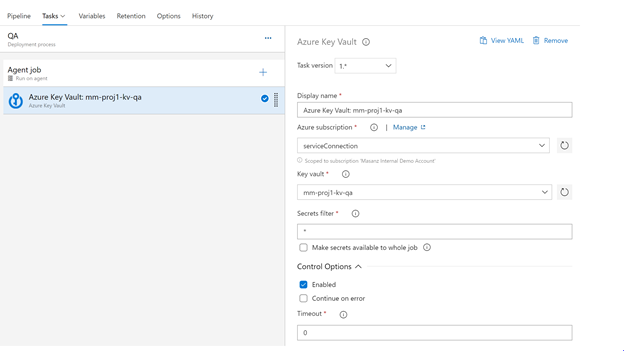 Pipeline Tasks Variables Retention Options History
QA
Deployment process
Agent job
Run on agent
Azure Key Vault: mm-proj1-kv-qa
Azure Key Vault
Azure Key Vault
View YAML Remove
Task version 1.*
Display name *
Azure Key Vault: mm-proj1-kv-qa
Azure subscription * | Manage
serviceConnection
Scoped to subscription 'Masanz Internal Demo Account'
Key vault *
mm-proj1-kv-qa
Secrets filter *
*
Make secrets available to whole job
Control Options
Enabled
Continue on error
Timeout *
0